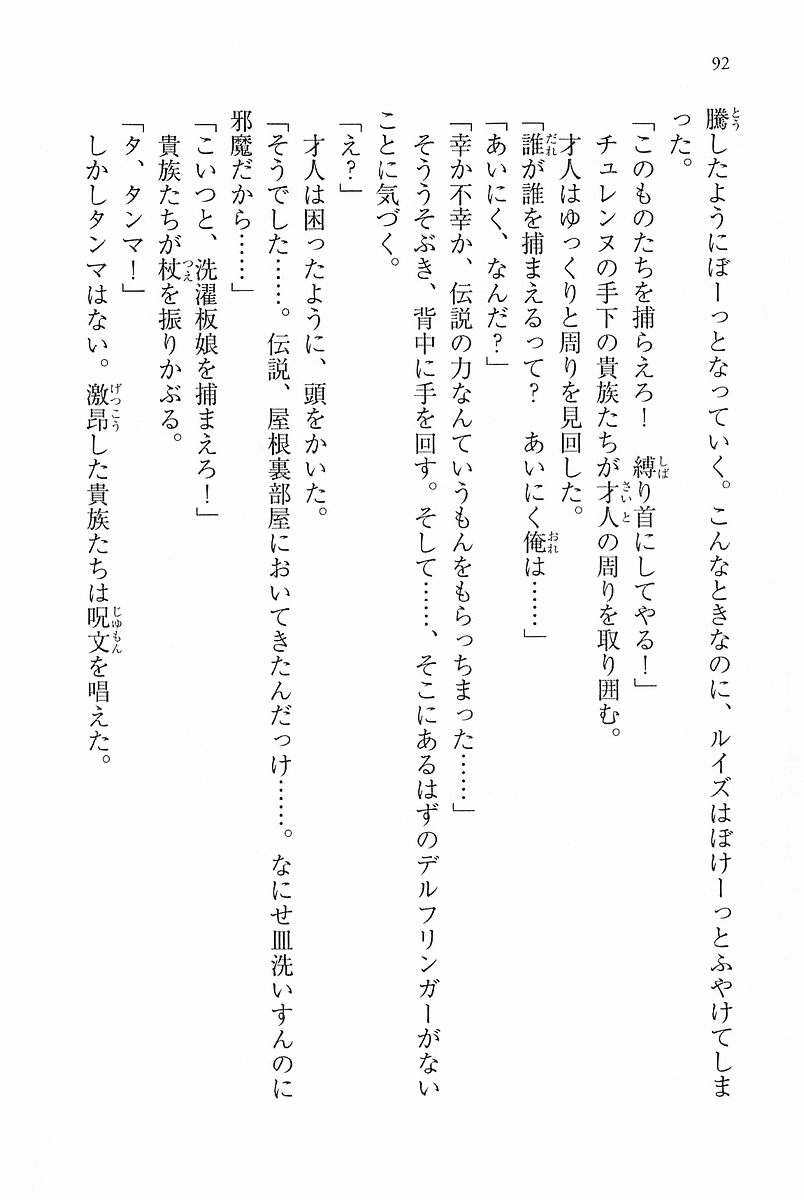 92
騰したようにぼーっとなっていく。こんなときなのに、ルイズはぼけーっとふやけてしま
った。
「このものたちを捕らえろ！　縛り首にしてやる！」
チュレンヌの手下の貴族たちが才人の周りを取り囲む。
才人はゆっくりと周りを見回した。
「誰が誰を捕まえるって？　あいにく俺は……」
「あいにく、なんだ？」
「幸か不幸か、伝説の力なんていうもんをもらっちまった……」
そううそぶき、背中に手を回す。そして……、そこにあるはずのデルフリンガーがない
ことに気づく。
「え？」
才人は困ったように、頭をかいた。
「そうでした……。伝説、屋根裏部屋においてきたんだっけ……。なにせ皿洗いすんのに
邪魔だから……」
「こいつと、洗濯板娘を捕まえろ！」
貴族たちが杖を振りかぶる。
「タ、タンマ！」
しかしタンマはない。激昂した貴族たちは呪文を唱えた。